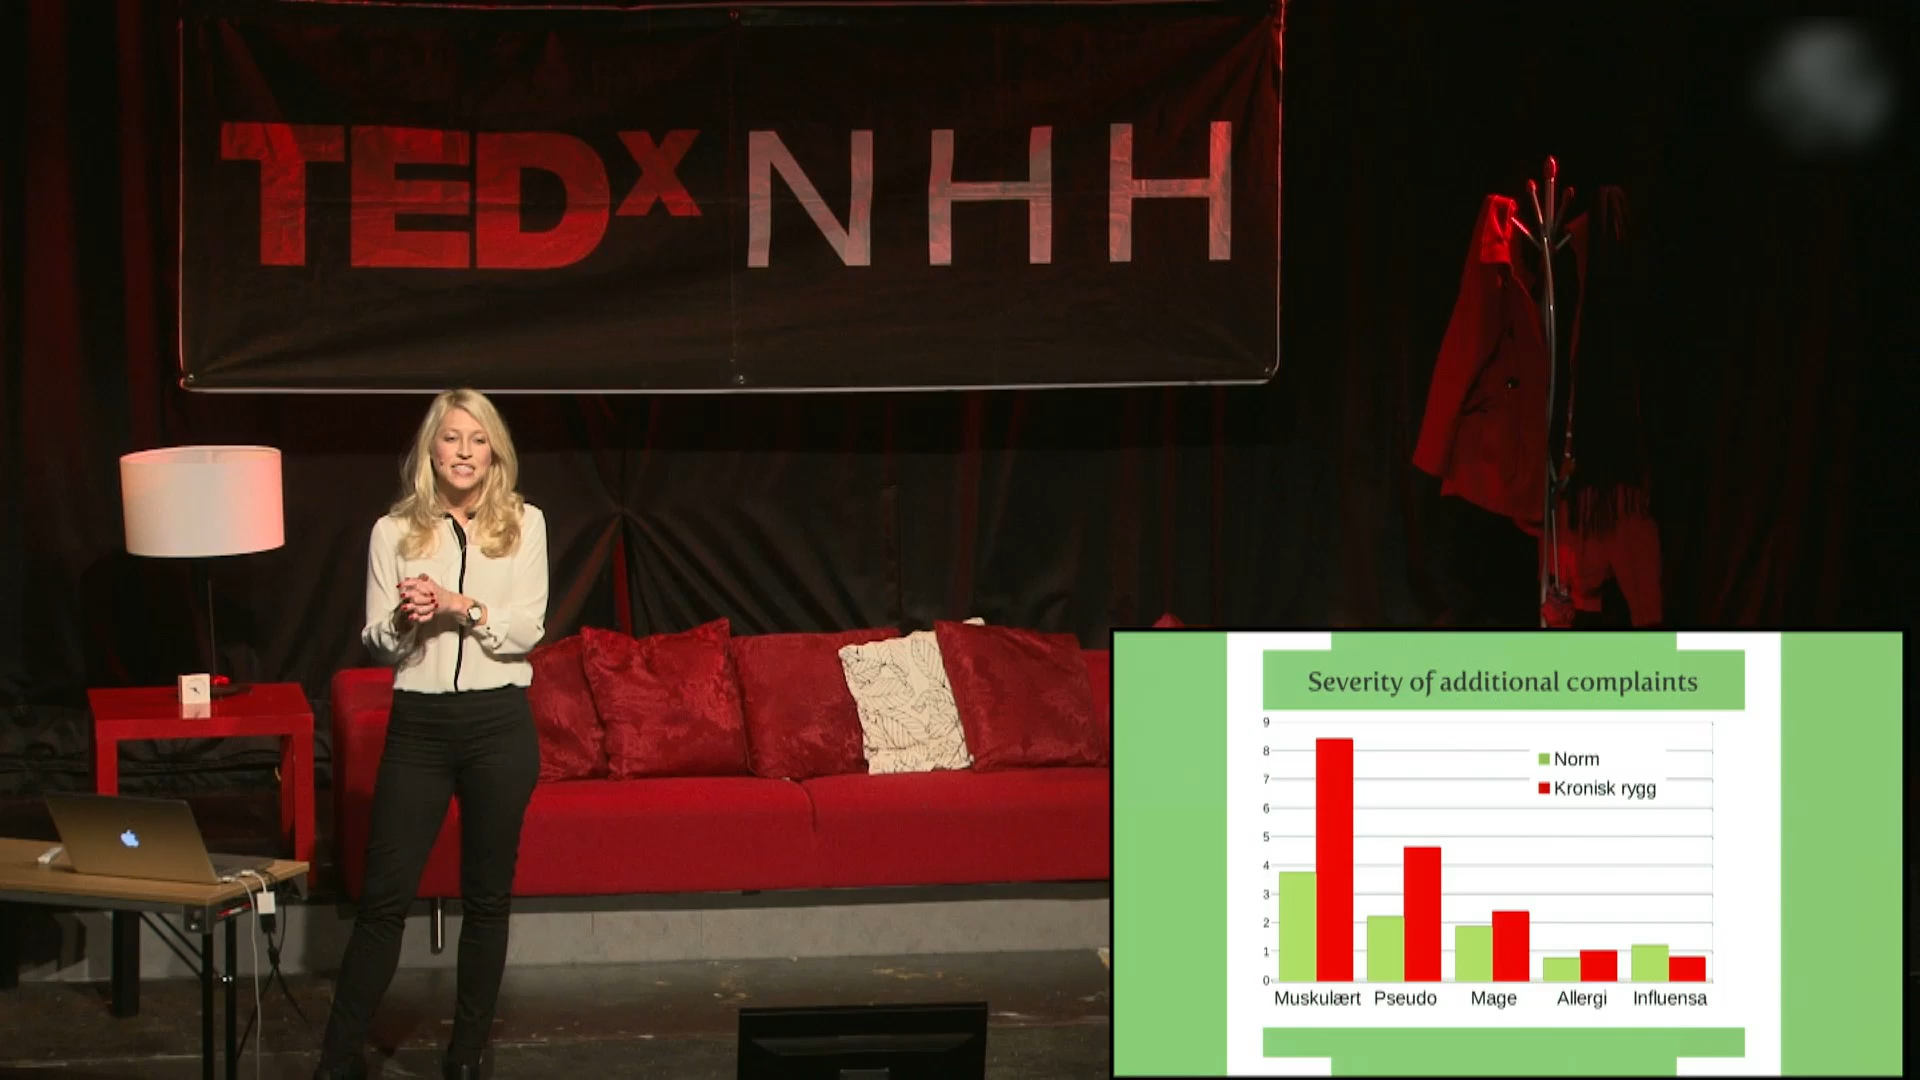 TEDx NHH
Severity of additional complaints
9
8
7
6
5
4
3
2
1
0
Norm
Kronisk rygg
Muskulært Pseudo Mage Allergi Influensa